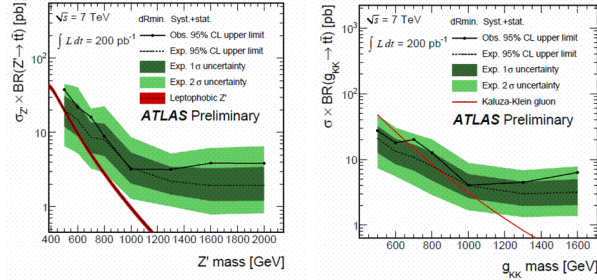 √s = 7 TeV
dRmin. Syst.+stat.
∫ L dt = 200 pb⁻¹
Obs. 95% CL upper limit
Exp. 95% CL upper limit
Exp. 1σ uncertainty
Exp. 2σ uncertainty
Leptophobic Z'
ATLAS Preliminary
σZ' × BR(Z'→ tt̄) [pb]
10²
10
1
400 600 800 1000 1200 1400 1600 1800 2000
Z' mass [GeV]
√s = 7 TeV
dRmin. Syst.+stat.
∫ L dt = 200 pb⁻¹
Obs. 95% CL upper limit
Exp. 95% CL upper limit
Exp. 1σ uncertainty
Exp. 2σ uncertainty
Kaluza-Klein gluon
ATLAS Preliminary
σ × BR(gKK→ tt̄) [pb]
10³
10²
10
1
400 600 800 1000 1200 1400 1600
gKK mass [GeV]